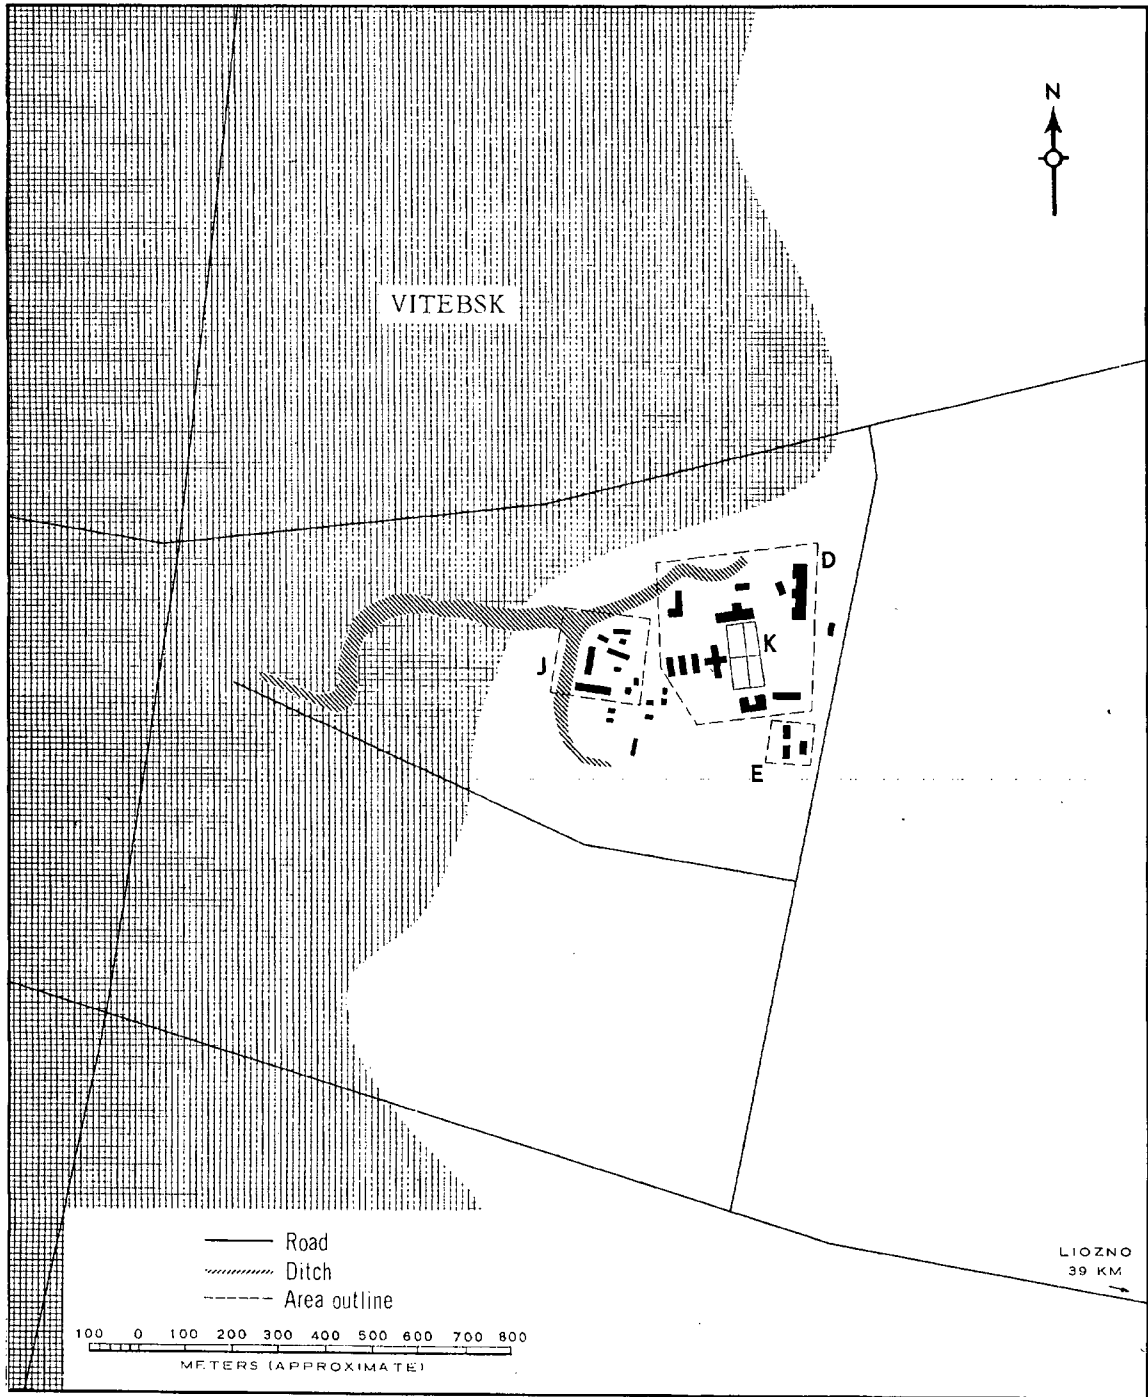 N
VITEBSK
D
K
J
E
Road
Ditch
Area outline
LIOZNO
39 KM
100 0 100 200 300 400 500 600 700 800
METERS (APPROXIMATE)